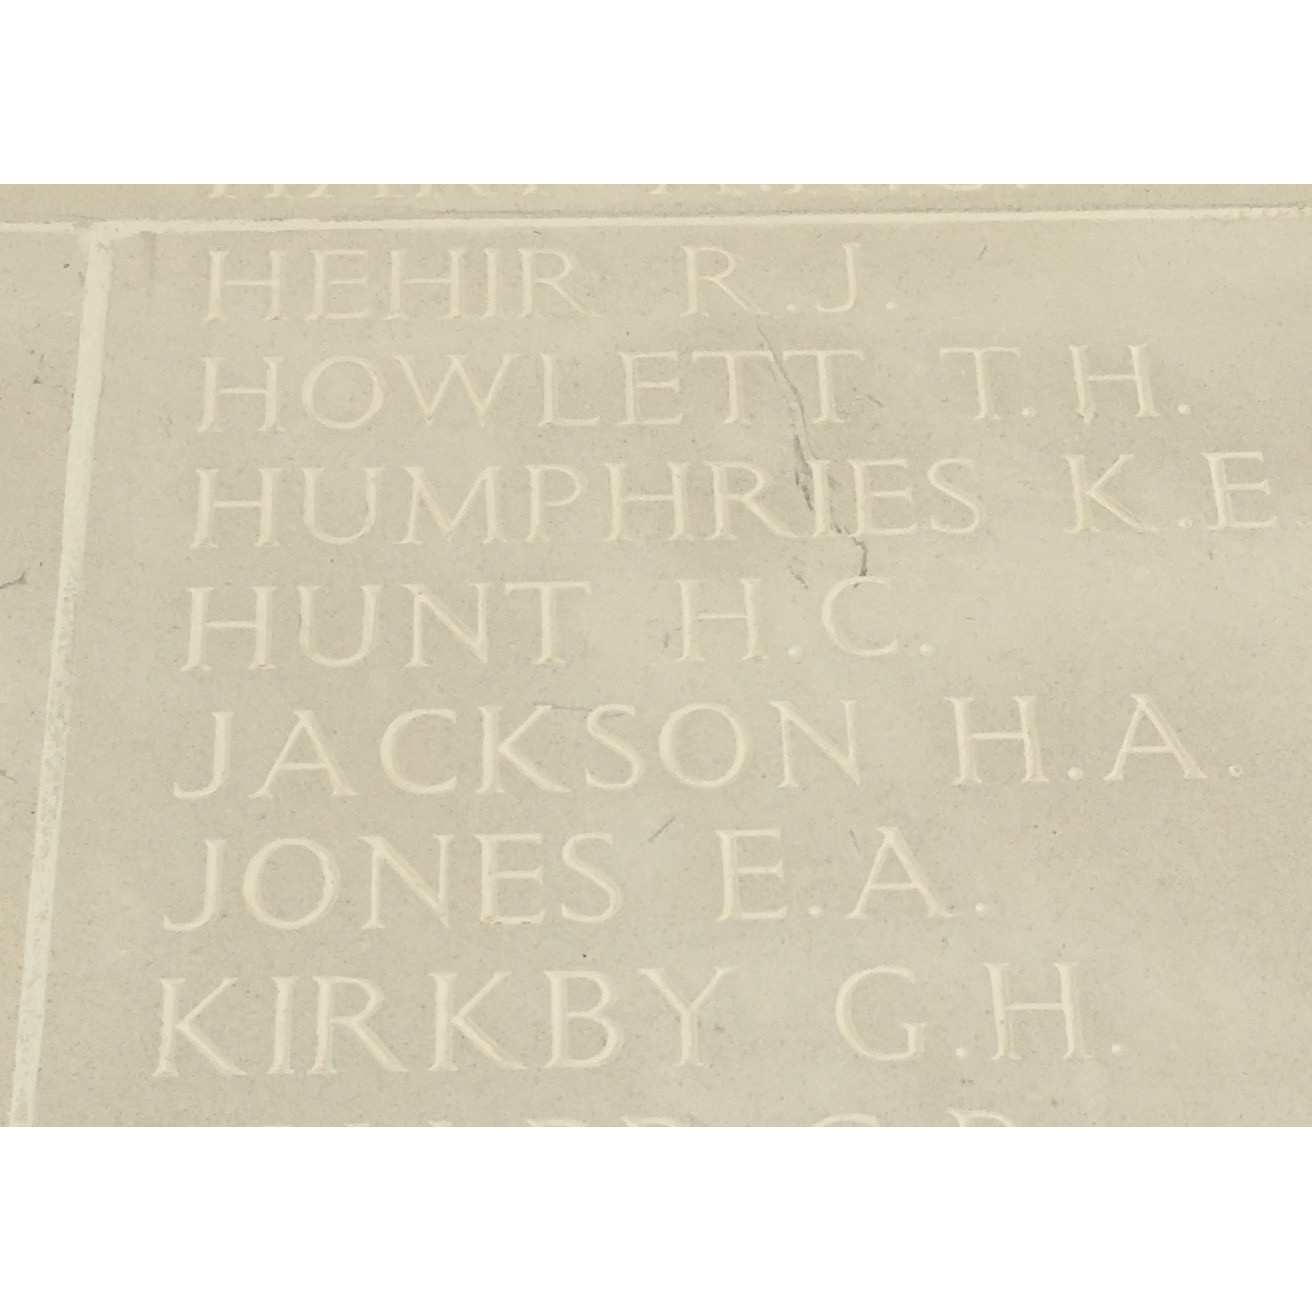 HEHIR R.J.
HOWLETT T.H.
HUMPHRIES K.E.
HUNT H.C.
JACKSON H.A.
JONES E.A.
KIRKBY G.H.